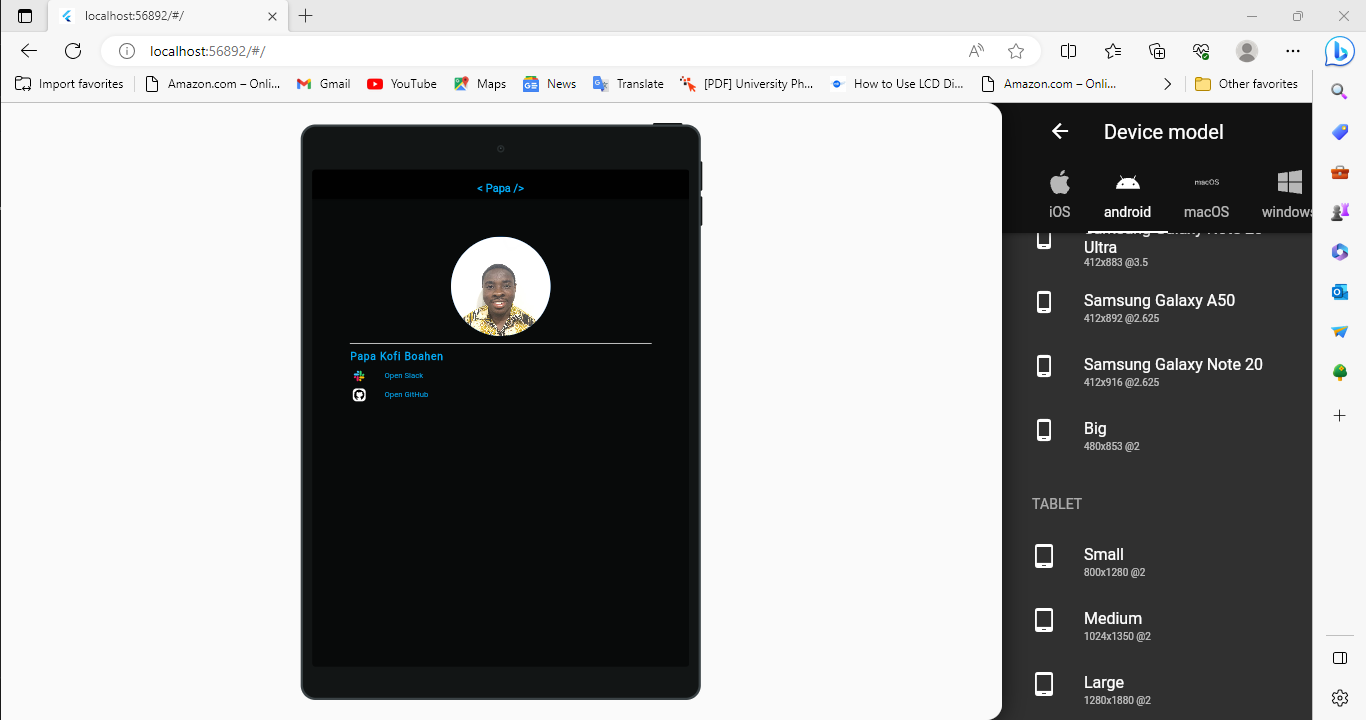 localhost:56892/#/
localhost:56892/#/
Import favorites
Amazon.com – Onli...
Gmail
YouTube
Maps
News
Translate
[PDF] University Ph...
How to Use LCD Di...
Amazon.com – Onli...
Other favorites
< Papa />
Papa Kofi Boahen
Open Slack
Open GitHub
Device model
macOS
iOS
android
macOS
windows
Ultra
412x883 @3.5
Samsung Galaxy A50
412x892 @2.625
Samsung Galaxy Note 20
412x916 @2.625
Big
480x853 @2
TABLET
Small
800x1280 @2
Medium
1024x1350 @2
Large
1280x1880 @2